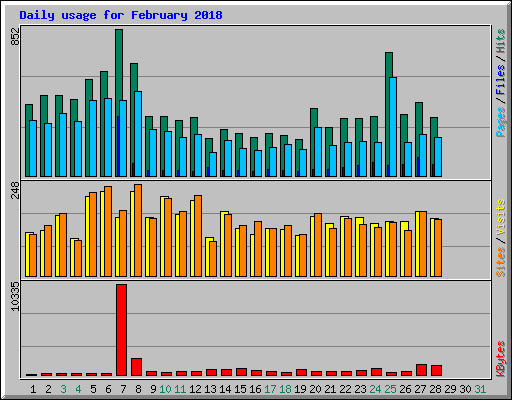 Daily usage for February 2018
852
Pages / Files / Hits
248
Sites / Visits
10335
KBytes
1 2 3 4 5 6 7 8 9 10 11 12 13 14 15 16 17 18 19 20 21 22 23 24 25 26 27 28 29 30 31